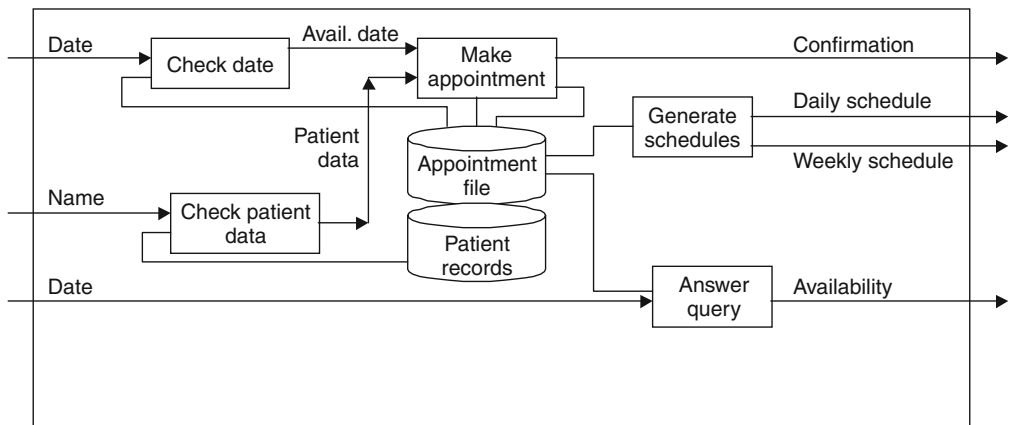 Date
Avail. date
Check date
Make
appointment
Confirmation
Generate
schedules
Daily schedule
Weekly schedule
Patient
data
Appointment
file
Name
Check patient
data
Patient
records
Date
Answer
query
Availability